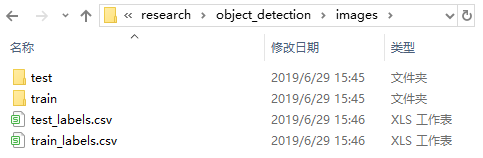 « research › object_detection › images ›
名称 修改日期 类型
test 2019/6/29 15:45 文件夹
train 2019/6/29 15:45 文件夹
test_labels.csv 2019/6/29 15:46 XLS 工作表
train_labels.csv 2019/6/29 15:46 XLS 工作表